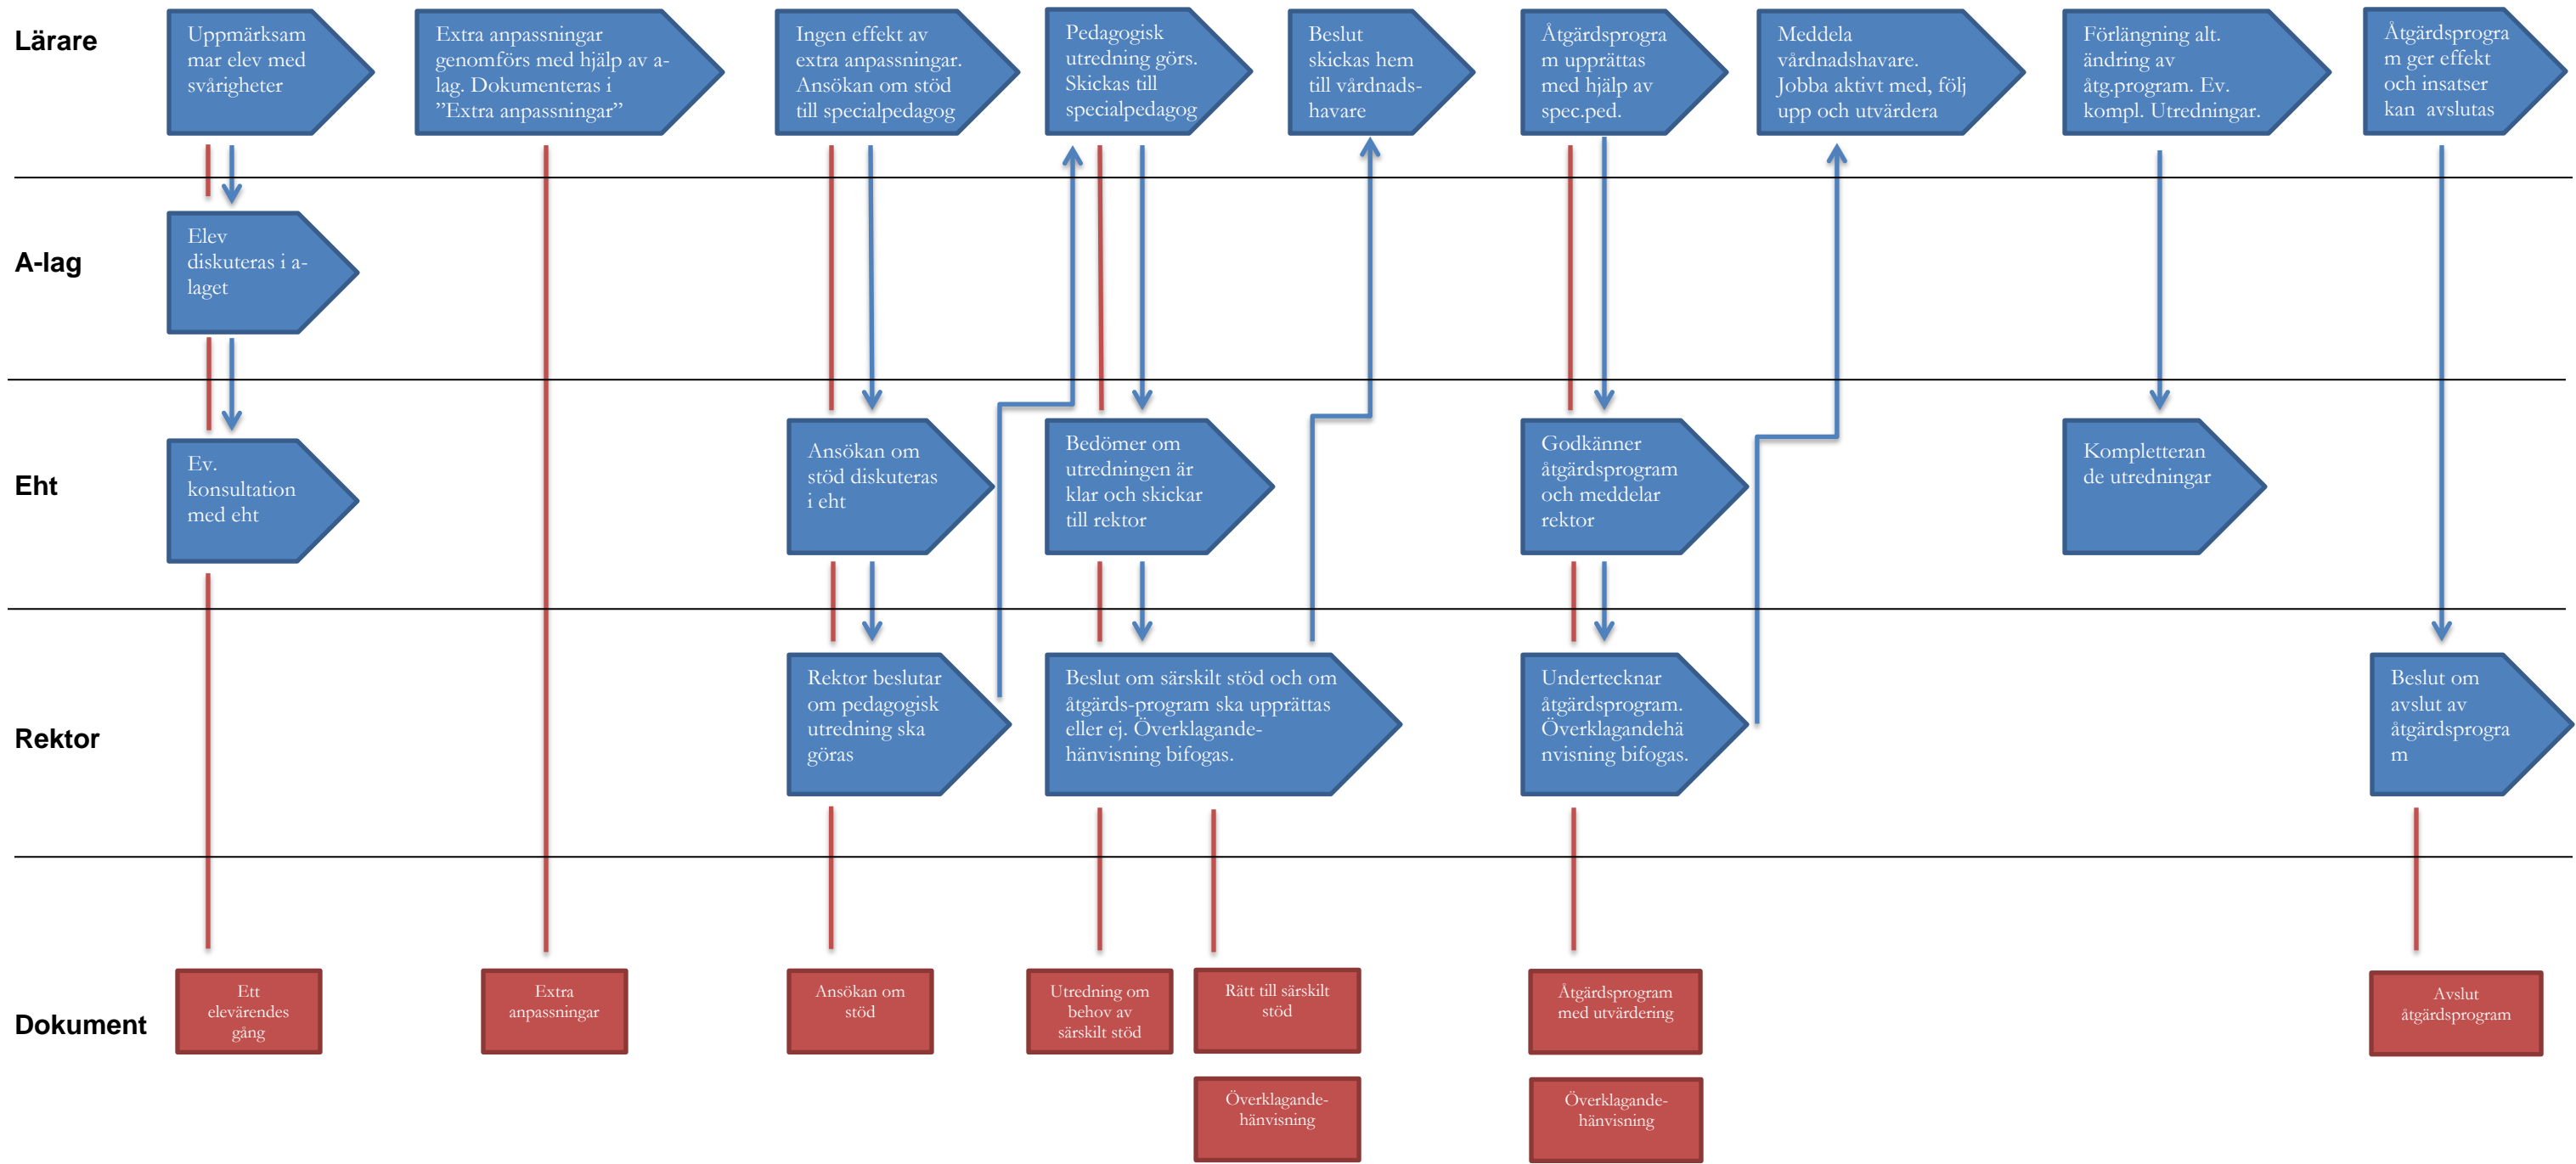 Lärare
Uppmärksam
mar elev med
svårigheter
Extra anpassningar
genomförs med hjälp av a-
lag. Dokumenteras i
”Extra anpassningar”
Ingen effekt av
extra anpassningar.
Ansökan om stöd
till specialpedagog
Pedagogisk
utredning görs.
Skickas till
specialpedagog
Beslut
skickas hem
till vårdnads-
havare
Åtgärdsprogra
m upprättas
med hjälp av
spec.ped.
Meddela
vårdnadshavare.
Jobba aktivt med, följ
upp och utvärdera
Förlängning alt.
ändring av
åtg.program. Ev.
kompl. Utredningar.
Åtgärdsprogra
m ger effekt
och insatser
kan avslutas
A-lag
Elev
diskuteras i a-
laget
Eht
Ev.
konsultation
med eht
Ansökan om
stöd diskuteras
i eht
Bedömer om
utredningen är
klar och skickar
till rektor
Godkänner
åtgärdsprogram
och meddelar
rektor
Kompletteran
de utredningar
Rektor
Rektor beslutar
om pedagogisk
utredning ska
göras
Beslut om särskilt stöd och om
åtgärds-program ska upprättas
eller ej. Överklagande-
hänvisning bifogas.
Undertecknar
åtgärdsprogram.
Överklagandehä
nvisning bifogas.
Beslut om
avslut av
åtgärdsprogra
m
Dokument
Ett
elevärendes
gång
Extra
anpassningar
Ansökan om
stöd
Utredning om
behov av
särskilt stöd
Rätt till särskilt
stöd
Åtgärdsprogram
med utvärdering
Avslut
åtgärdsprogram
Överklagande-
hänvisning
Överklagande-
hänvisning